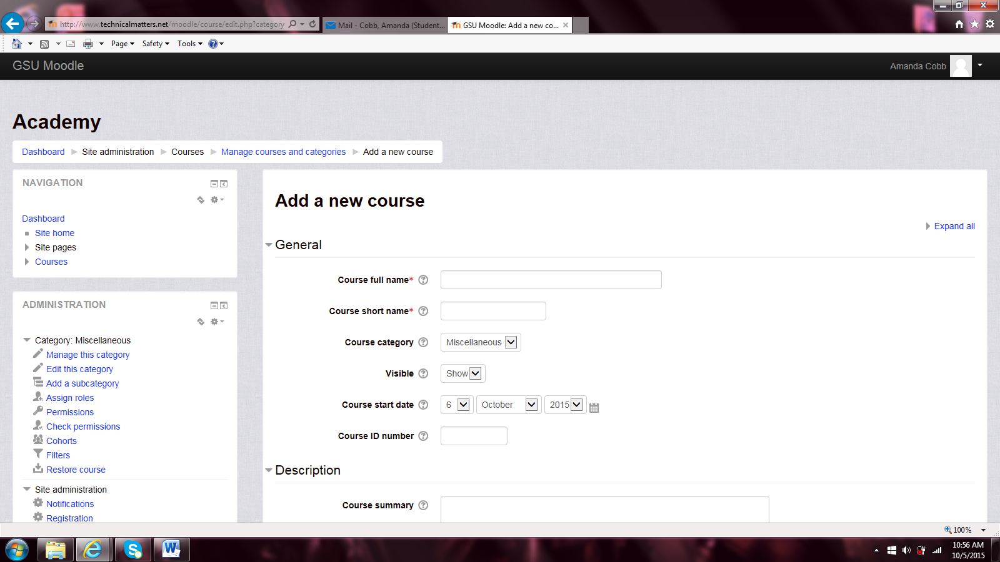 http://www.technicalmatters.net/moodle/course/edit.php?category
Mail - Cobb, Amanda (Student...
GSU Moodle: Add a new co...
Page
Safety
Tools
GSU Moodle
Amanda Cobb
Academy
Dashboard Site administration Courses Manage courses and categories Add a new course
NAVIGATION
Dashboard
Site home
Site pages
Courses
ADMINISTRATION
Category: Miscellaneous
Manage this category
Edit this category
Add a subcategory
Assign roles
Permissions
Check permissions
Cohorts
Filters
Restore course
Site administration
Notifications
Registration
Add a new course
Expand all
General
Course full name*
Course short name*
Course category Miscellaneous
Visible Show
Course start date 6 October 2015
Course ID number
Description
Course summary
100%
10:56 AM
10/5/2015